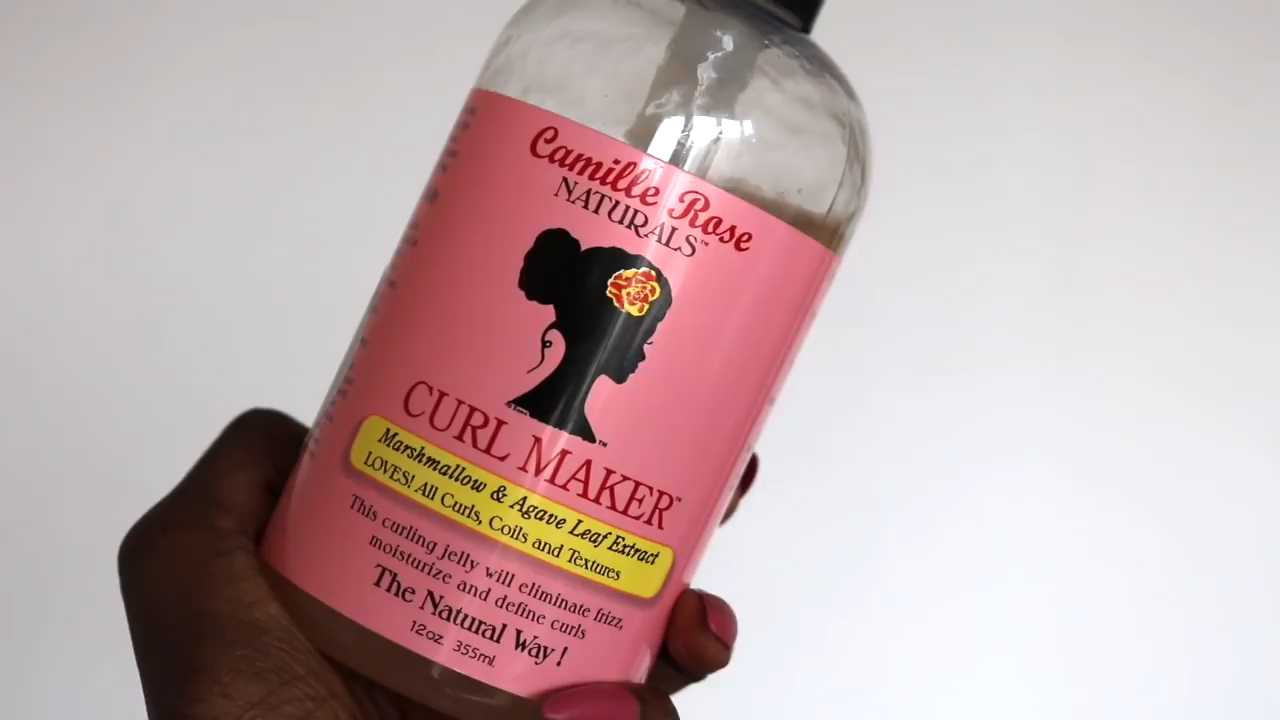 Camille Rose
NATURALS™
™
CURL MAKER™
Marshmallow & Agave Leaf Extract
LOVES! All Curls, Coils and Textures
This curling jelly will eliminate frizz,
moisturize and define curls
The Natural Way!
12oz. 355ml.